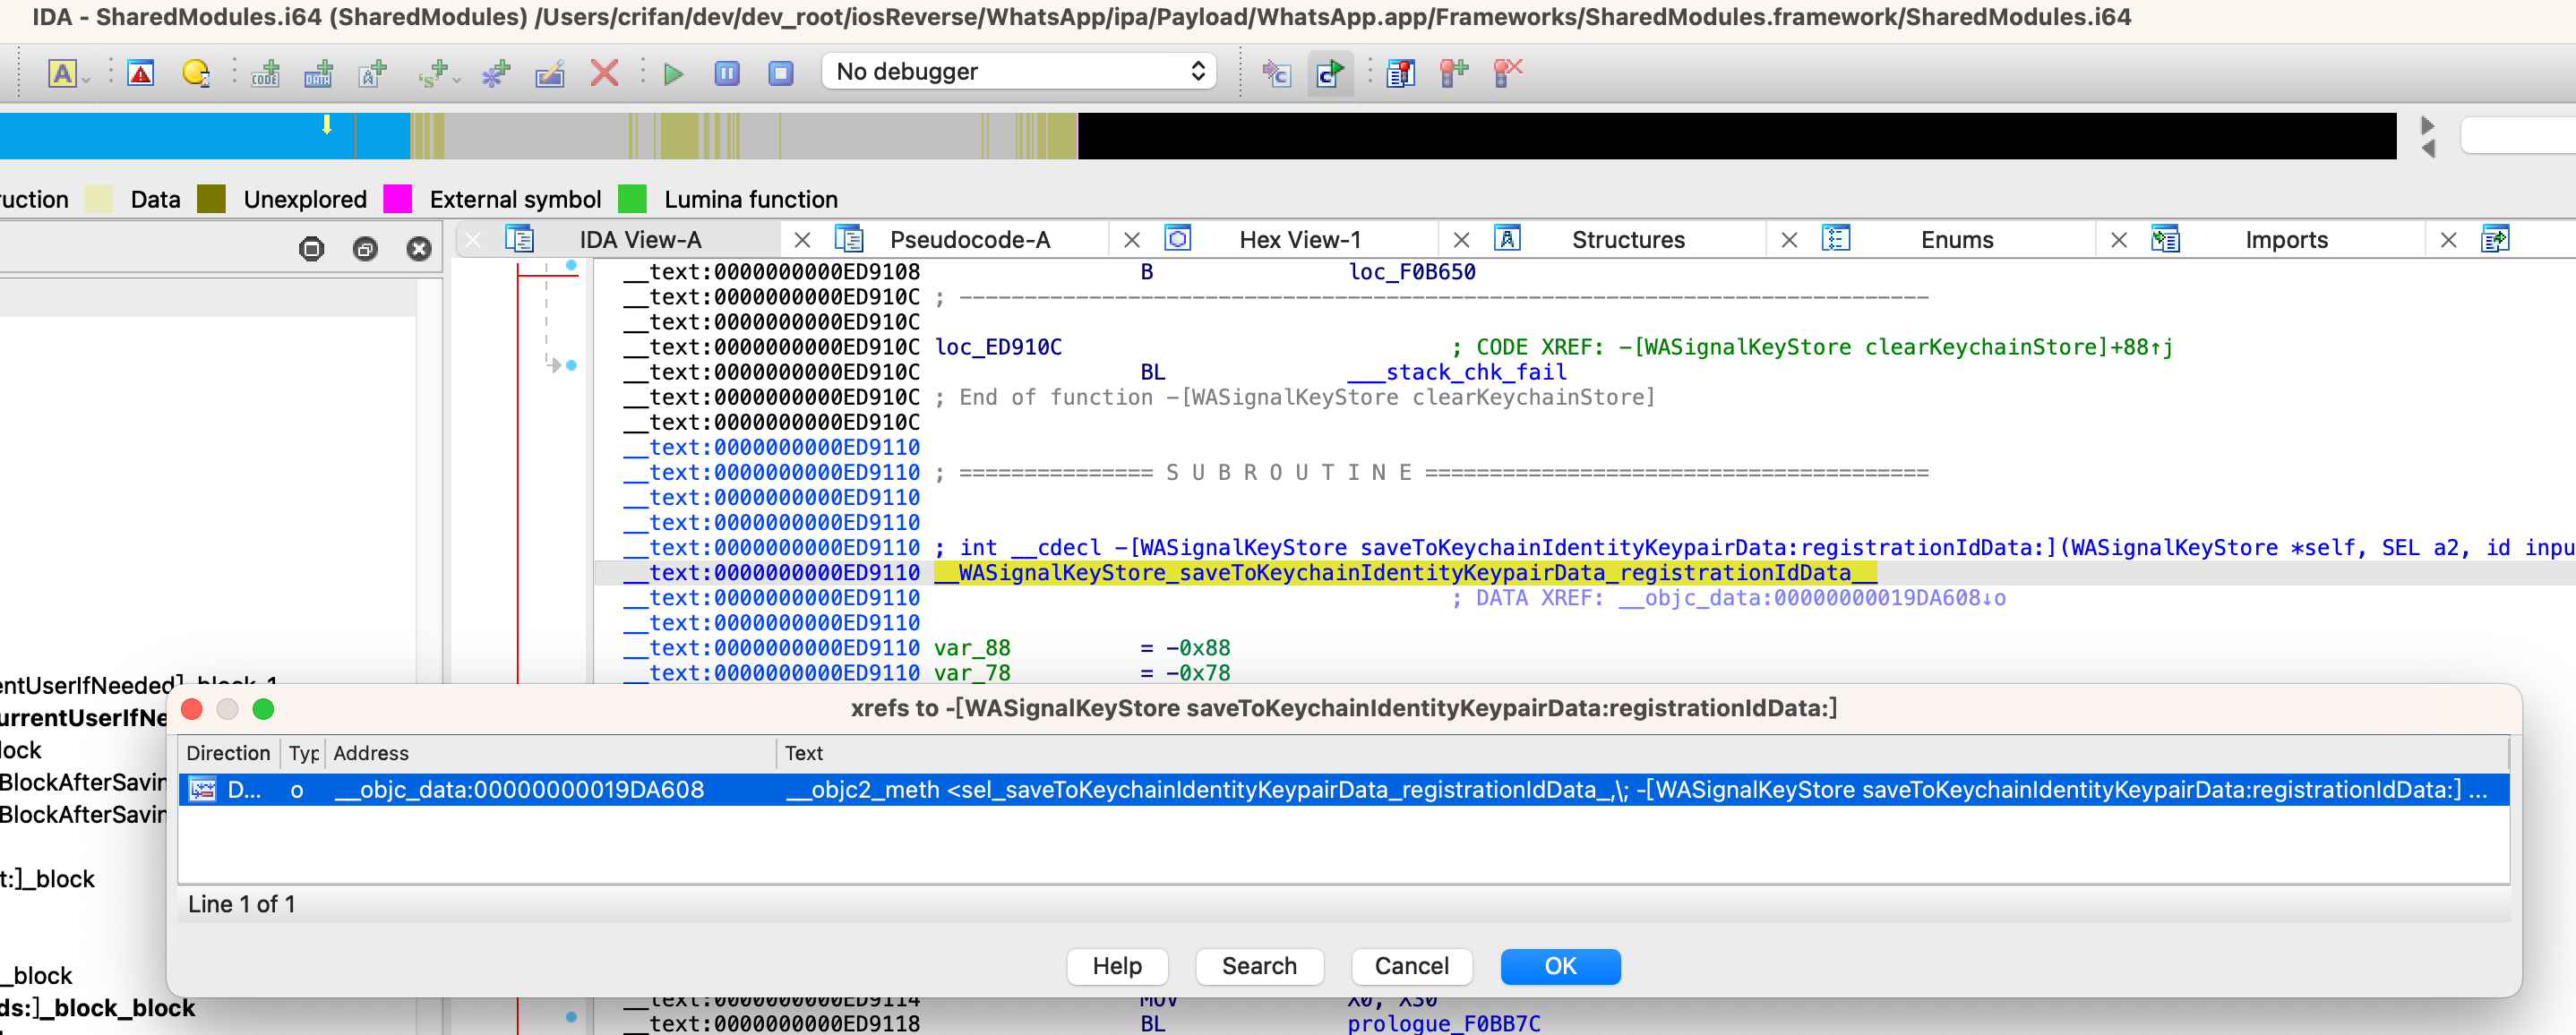 IDA - SharedModules.i64 (SharedModules) /Users/crifan/dev/dev_root/iosReverse/WhatsApp/ipa/Payload/WhatsApp.app/Frameworks/SharedModules.framework/SharedModules.i64
No debugger
ruction Data Unexplored External symbol Lumina function
IDA View-A Pseudocode-A Hex View-1 Structures Enums Imports
__text:0000000000ED9108 B loc_F0B650
__text:0000000000ED910C ; ---------------------------------------------------------------------------
__text:0000000000ED910C
__text:0000000000ED910C loc_ED910C ; CODE XREF: -[WASignalKeyStore clearKeychainStore]+88↑j
__text:0000000000ED910C BL ___stack_chk_fail
__text:0000000000ED910C ; End of function -[WASignalKeyStore clearKeychainStore]
__text:0000000000ED910C
__text:0000000000ED9110
__text:0000000000ED9110 ; =============== S U B R O U T I N E =======================================
__text:0000000000ED9110
__text:0000000000ED9110
__text:0000000000ED9110 ; int __cdecl -[WASignalKeyStore saveToKeychainIdentityKeypairData:registrationIdData:](WASignalKeyStore *self, SEL a2, id inpu
__text:0000000000ED9110 __WASignalKeyStore_saveToKeychainIdentityKeypairData_registrationIdData__
__text:0000000000ED9110 ; DATA XREF: __objc_data:00000000019DA608↓o
__text:0000000000ED9110
__text:0000000000ED9110 var_88 = -0x88
__text:0000000000ED9110 var_78 = -0x78
entUserIfNeeded]_block_1
urrentUserIfNe
lock
BlockAfterSavin
BlockAfterSavin
t:]_block
_block
ds:]_block_block
xrefs to -[WASignalKeyStore saveToKeychainIdentityKeypairData:registrationIdData:]
Direction Typ Address Text
D... o __objc_data:00000000019DA608 __objc2_meth <sel_saveToKeychainIdentityKeypairData_registrationIdData_,\; -[WASignalKeyStore saveToKeychainIdentityKeypairData:registrationIdData:] ...
Line 1 of 1
Help Search Cancel OK
__text:0000000000ED9114 MOV X0, X30
__text:0000000000ED9118 BL prologue_F0BB7C